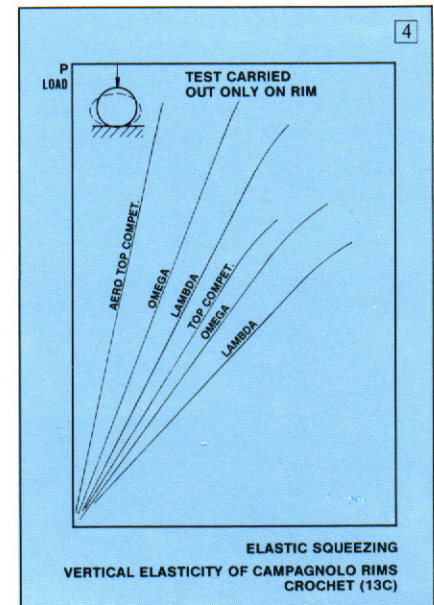 4
P
LOAD
TEST CARRIED
OUT ONLY ON RIM
AERO TOP COMPET.
OMEGA
LAMBDA
TOP COMPET.
OMEGA
LAMBDA
ELASTIC SQUEEZING
VERTICAL ELASTICITY OF CAMPAGNOLO RIMS
CROCHET (13C)